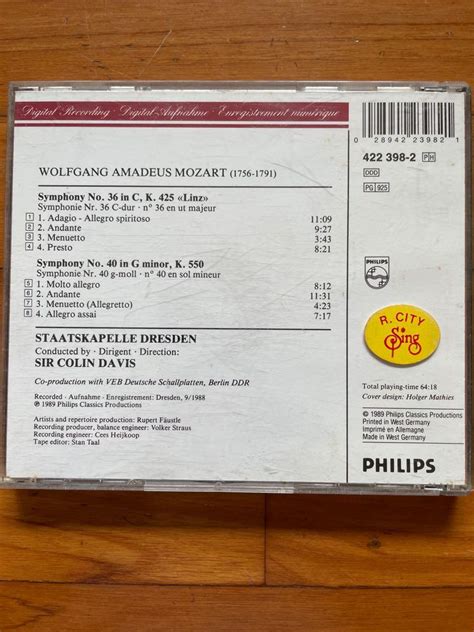 Digital Recording · Digital-Aufnahme · Enregistrement numérique
WOLFGANG AMADEUS MOZART (1756-1791)
Symphony No. 36 in C, K. 425 «Linz»
Symphonie Nr. 36 C-dur · n° 36 en ut majeur
1 1. Adagio - Allegro spiritoso 11:09
2 2. Andante 9:27
3 3. Menuetto 3:43
4 4. Presto 8:21
Symphony No. 40 in G minor, K. 550
Symphonie Nr. 40 g-moll · n° 40 en sol mineur
5 1. Molto allegro 8:12
6 2. Andante 11:31
7 3. Menuetto (Allegretto) 4:23
8 4. Allegro assai 7:17
STAATSKAPELLE DRESDEN
Conducted by · Dirigent · Direction:
SIR COLIN DAVIS
Co-production with VEB Deutsche Schallplatten, Berlin DDR
Recorded · Aufnahme · Enregistrement: Dresden, 9/1988
℗ 1989 Philips Classics Productions
Artists and repertoire production: Rupert Fäustle
Recording producer, balance engineer: Volker Straus
Recording engineer: Cees Heijkoop
Tape editor: Stan Taal
0 28942 23982 1
422 398-2 PH
DDD
PG 925
PHILIPS
R. CITY
Sing
Total playing-time 64:18
Cover design: Holger Mathies
© 1989 Philips Classics Productions
Printed in West Germany
Imprimé en Allemagne
Made in West Germany
PHILIPS